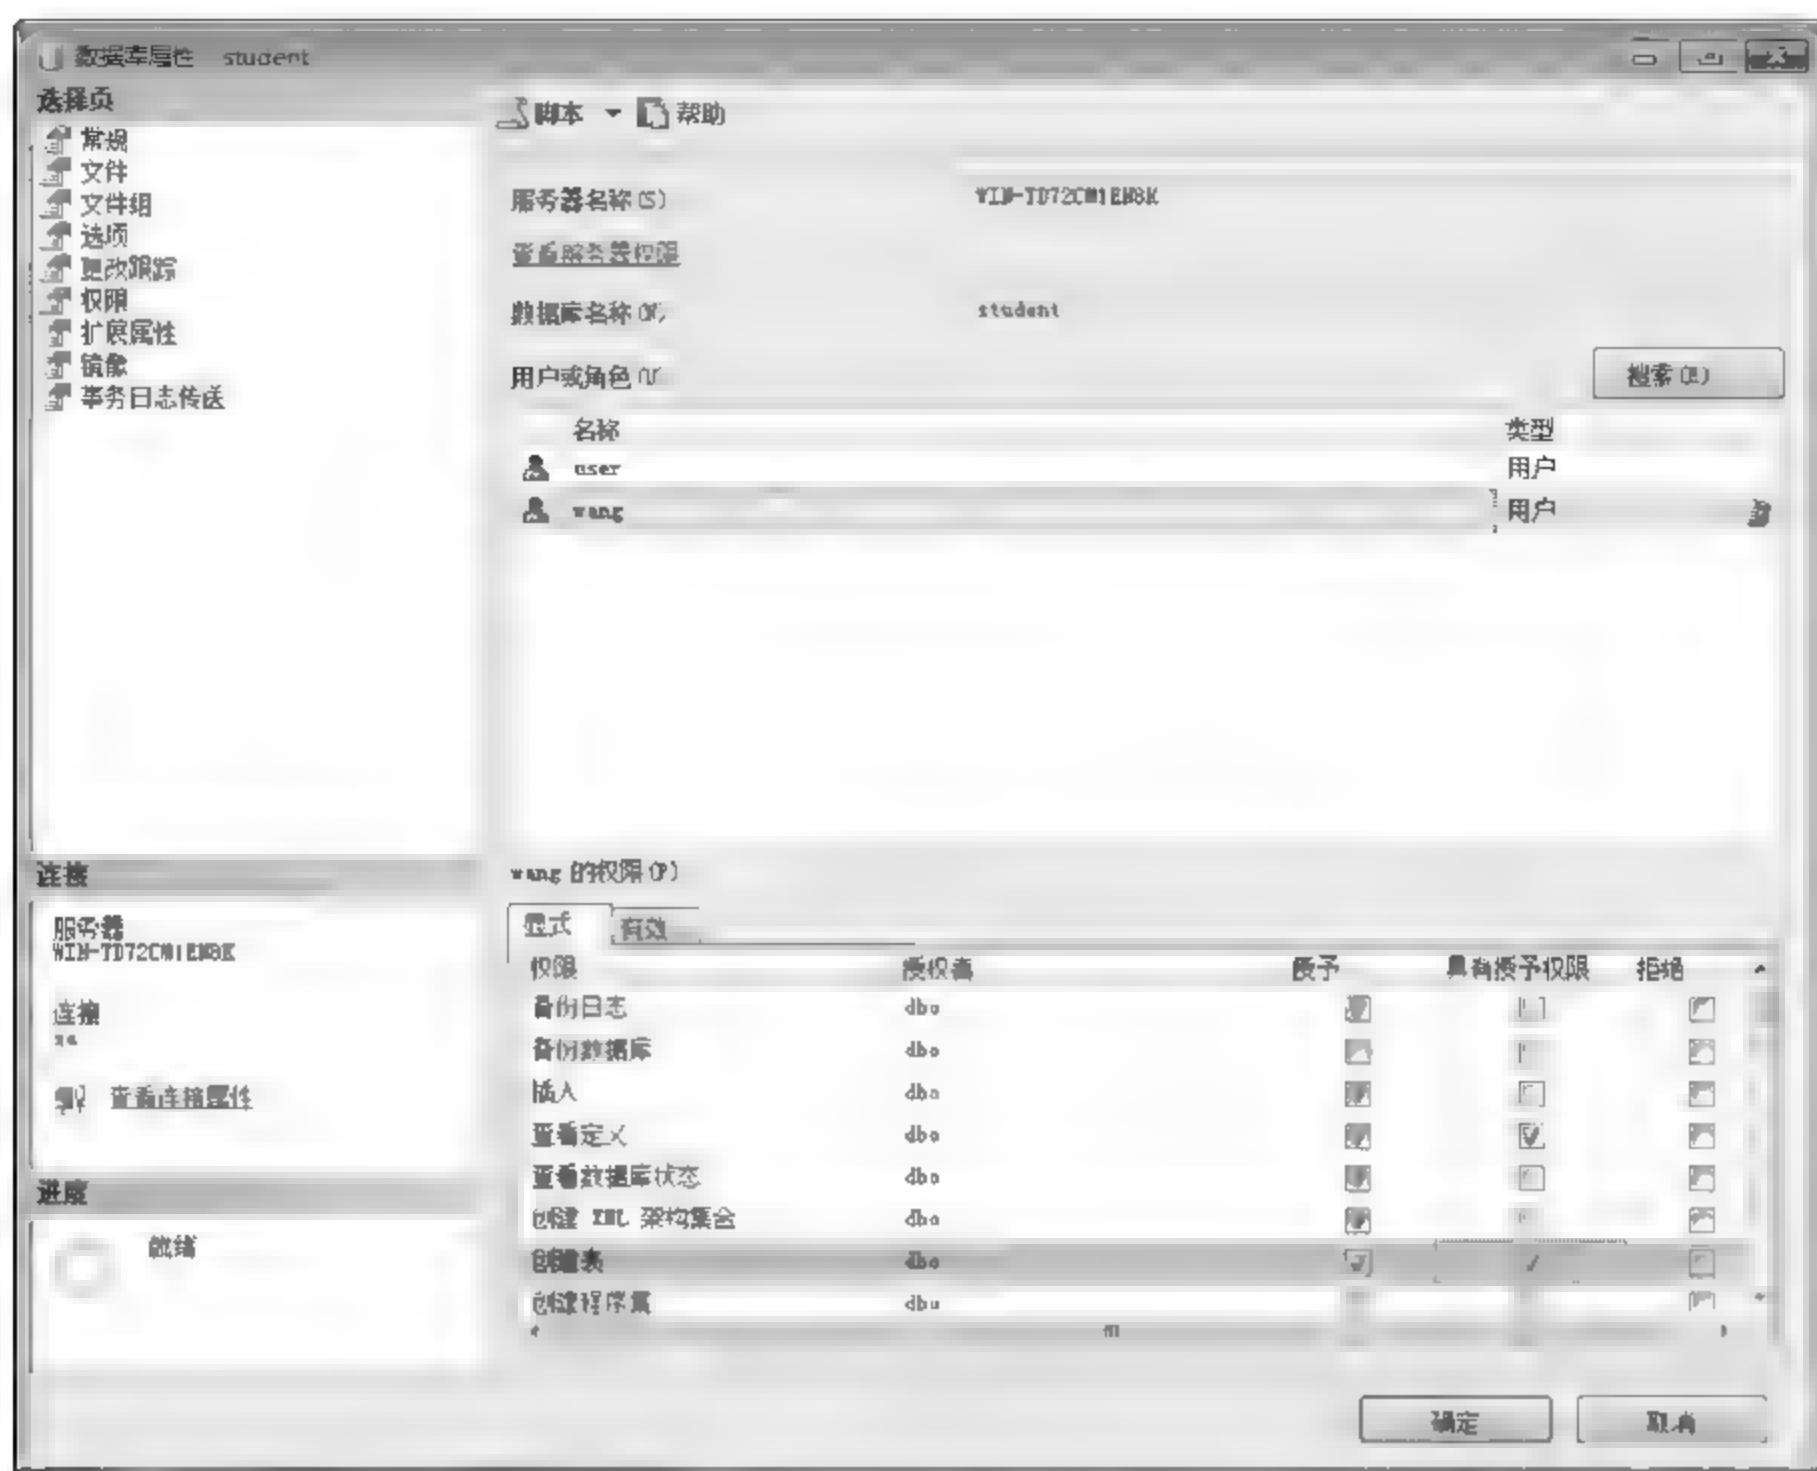 数据库属性 student
选择页
常规
文件
文件组
选项
更改跟踪
权限
扩展属性
镜像
事务日志传送
脚本 帮助
服务器名称(S) WIN-TD72CM1EM8K
查看服务器权限
数据库名称(N) student
用户或角色(U)
搜索(E)
名称 类型
user 用户
wang 用户
连接
服务器
WIN-TD72CM1EM8K
连接
sa
查看连接属性
进度
就绪
wang 的权限(P)
显式 有效
权限 授权者 授予 具有授予权限 拒绝
备份日志 dbo
备份数据库 dbo
插入 dbo
查看定义 dbo
查看数据库状态 dbo
创建 XML 架构集合 dbo
创建表 dbo
创建程序集 dbo
确定 取消